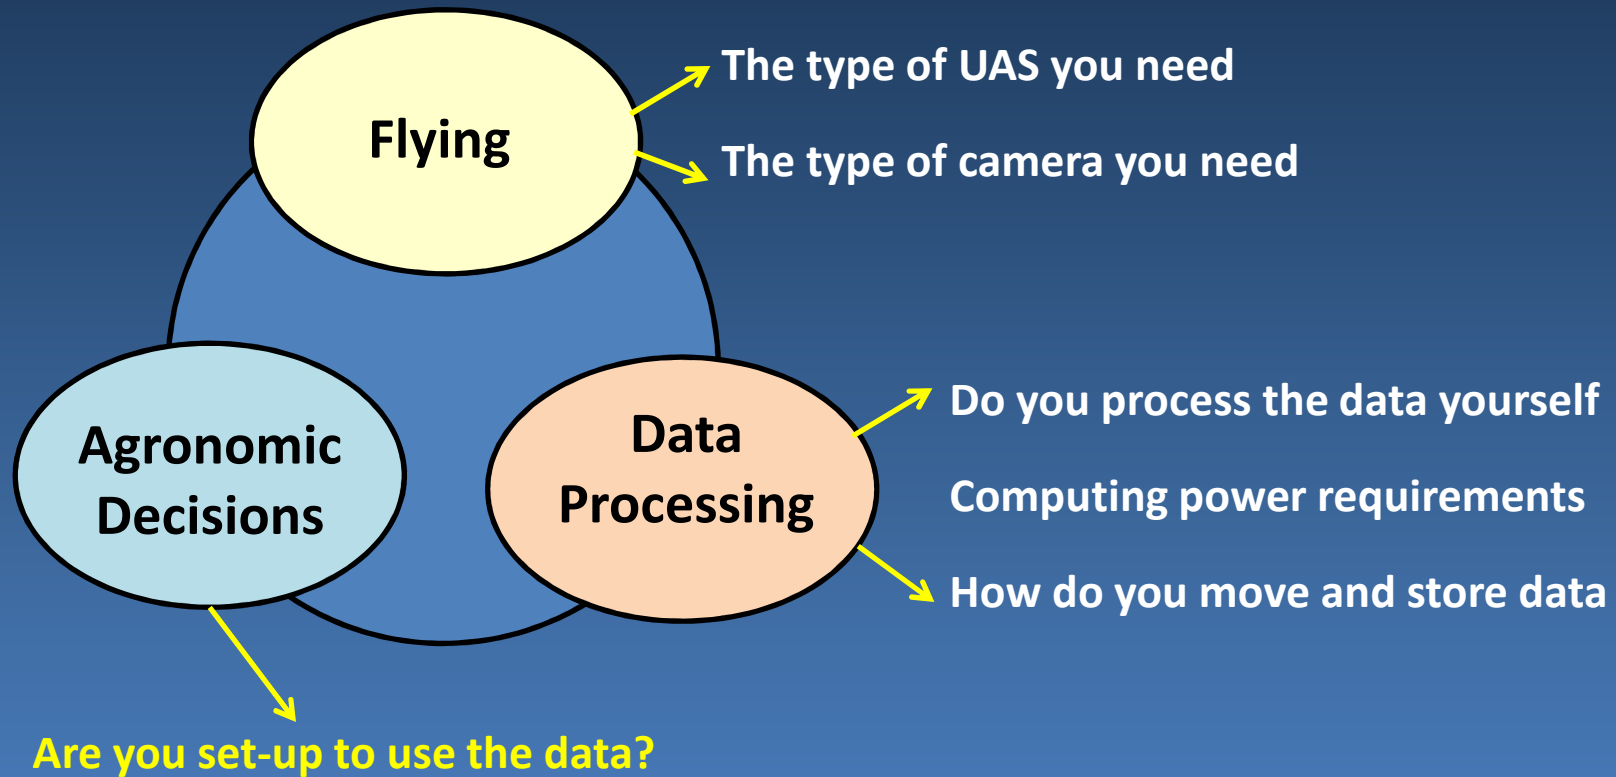 Flying
The type of UAS you need
The type of camera you need
Agronomic
Decisions
Data
Processing
Do you process the data yourself
Computing power requirements
How do you move and store data
Are you set-up to use the data?